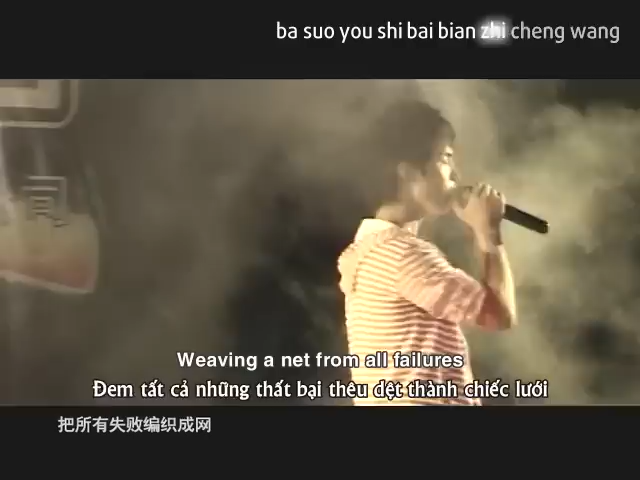 ba suo you shi bai bian zhi cheng wang
同
Weaving a net from all failures
Đem tất cả những thất bại thêu dệt thành chiếc lưới
把所有失败编织成网